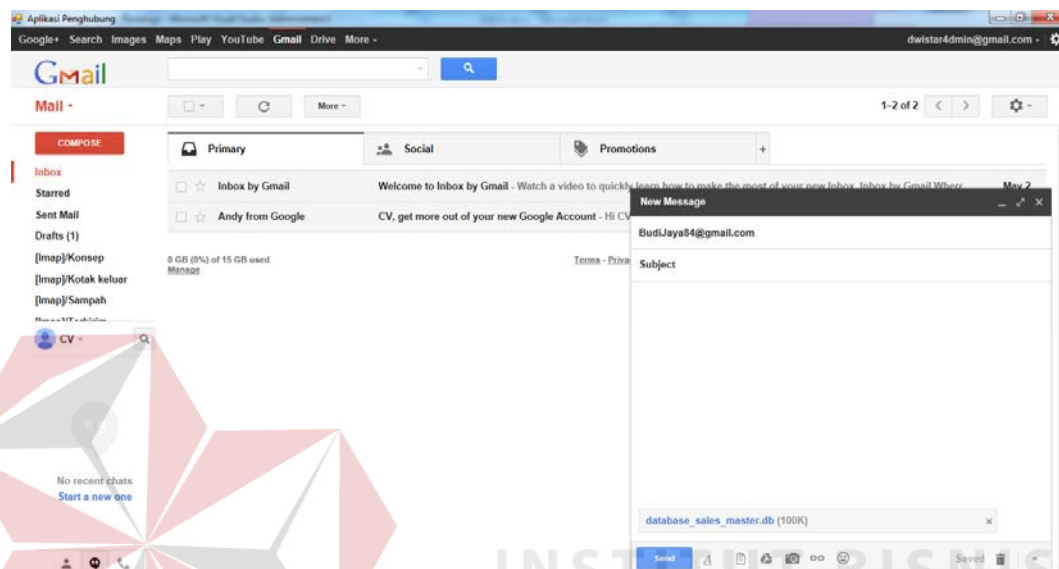 Aplikasi Penghubung
Google+ Search Images Maps Play YouTube Gmail Drive More
dwistar4dmin@gmail.com
Gmail
Mail
More
1–2 of 2
COMPOSE
Primary
Social
Promotions
+
Inbox
Starred
Sent Mail
Drafts (1)
[Imap]/Konsep
[Imap]/Kotak keluar
[Imap]/Sampah
Inbox by Gmail
Welcome to Inbox by Gmail - Watch a video to quickly learn how to make the most of your new Inbox. Inbox by Gmail Where
May 2
Andy from Google
CV, get more out of your new Google Account - Hi CV
0 GB (0%) of 15 GB used
Manage
Terms - Priva
CV
No recent chats
Start a new one
New Message
BudiJaya84@gmail.com
Subject
database_sales_master.db (100K)
Send
Saved
INSTITUT BISNIS